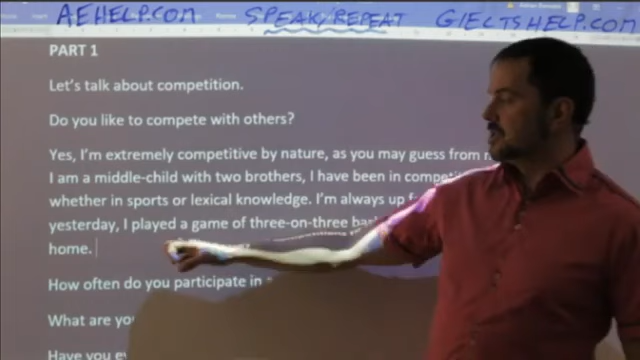 AEHELP.COM SPEAK/REPEAT GIELTSHELP.COM
PART 1
Let's talk about competition.
Do you like to compete with others?
Yes, I'm extremely competitive by nature, as you may guess from
I am a middle-child with two brothers, I have been in
whether in sports or lexical knowledge. I'm always up
yesterday, I played a game of three-on-three
home.
How often do you participate in
What are you
Have you